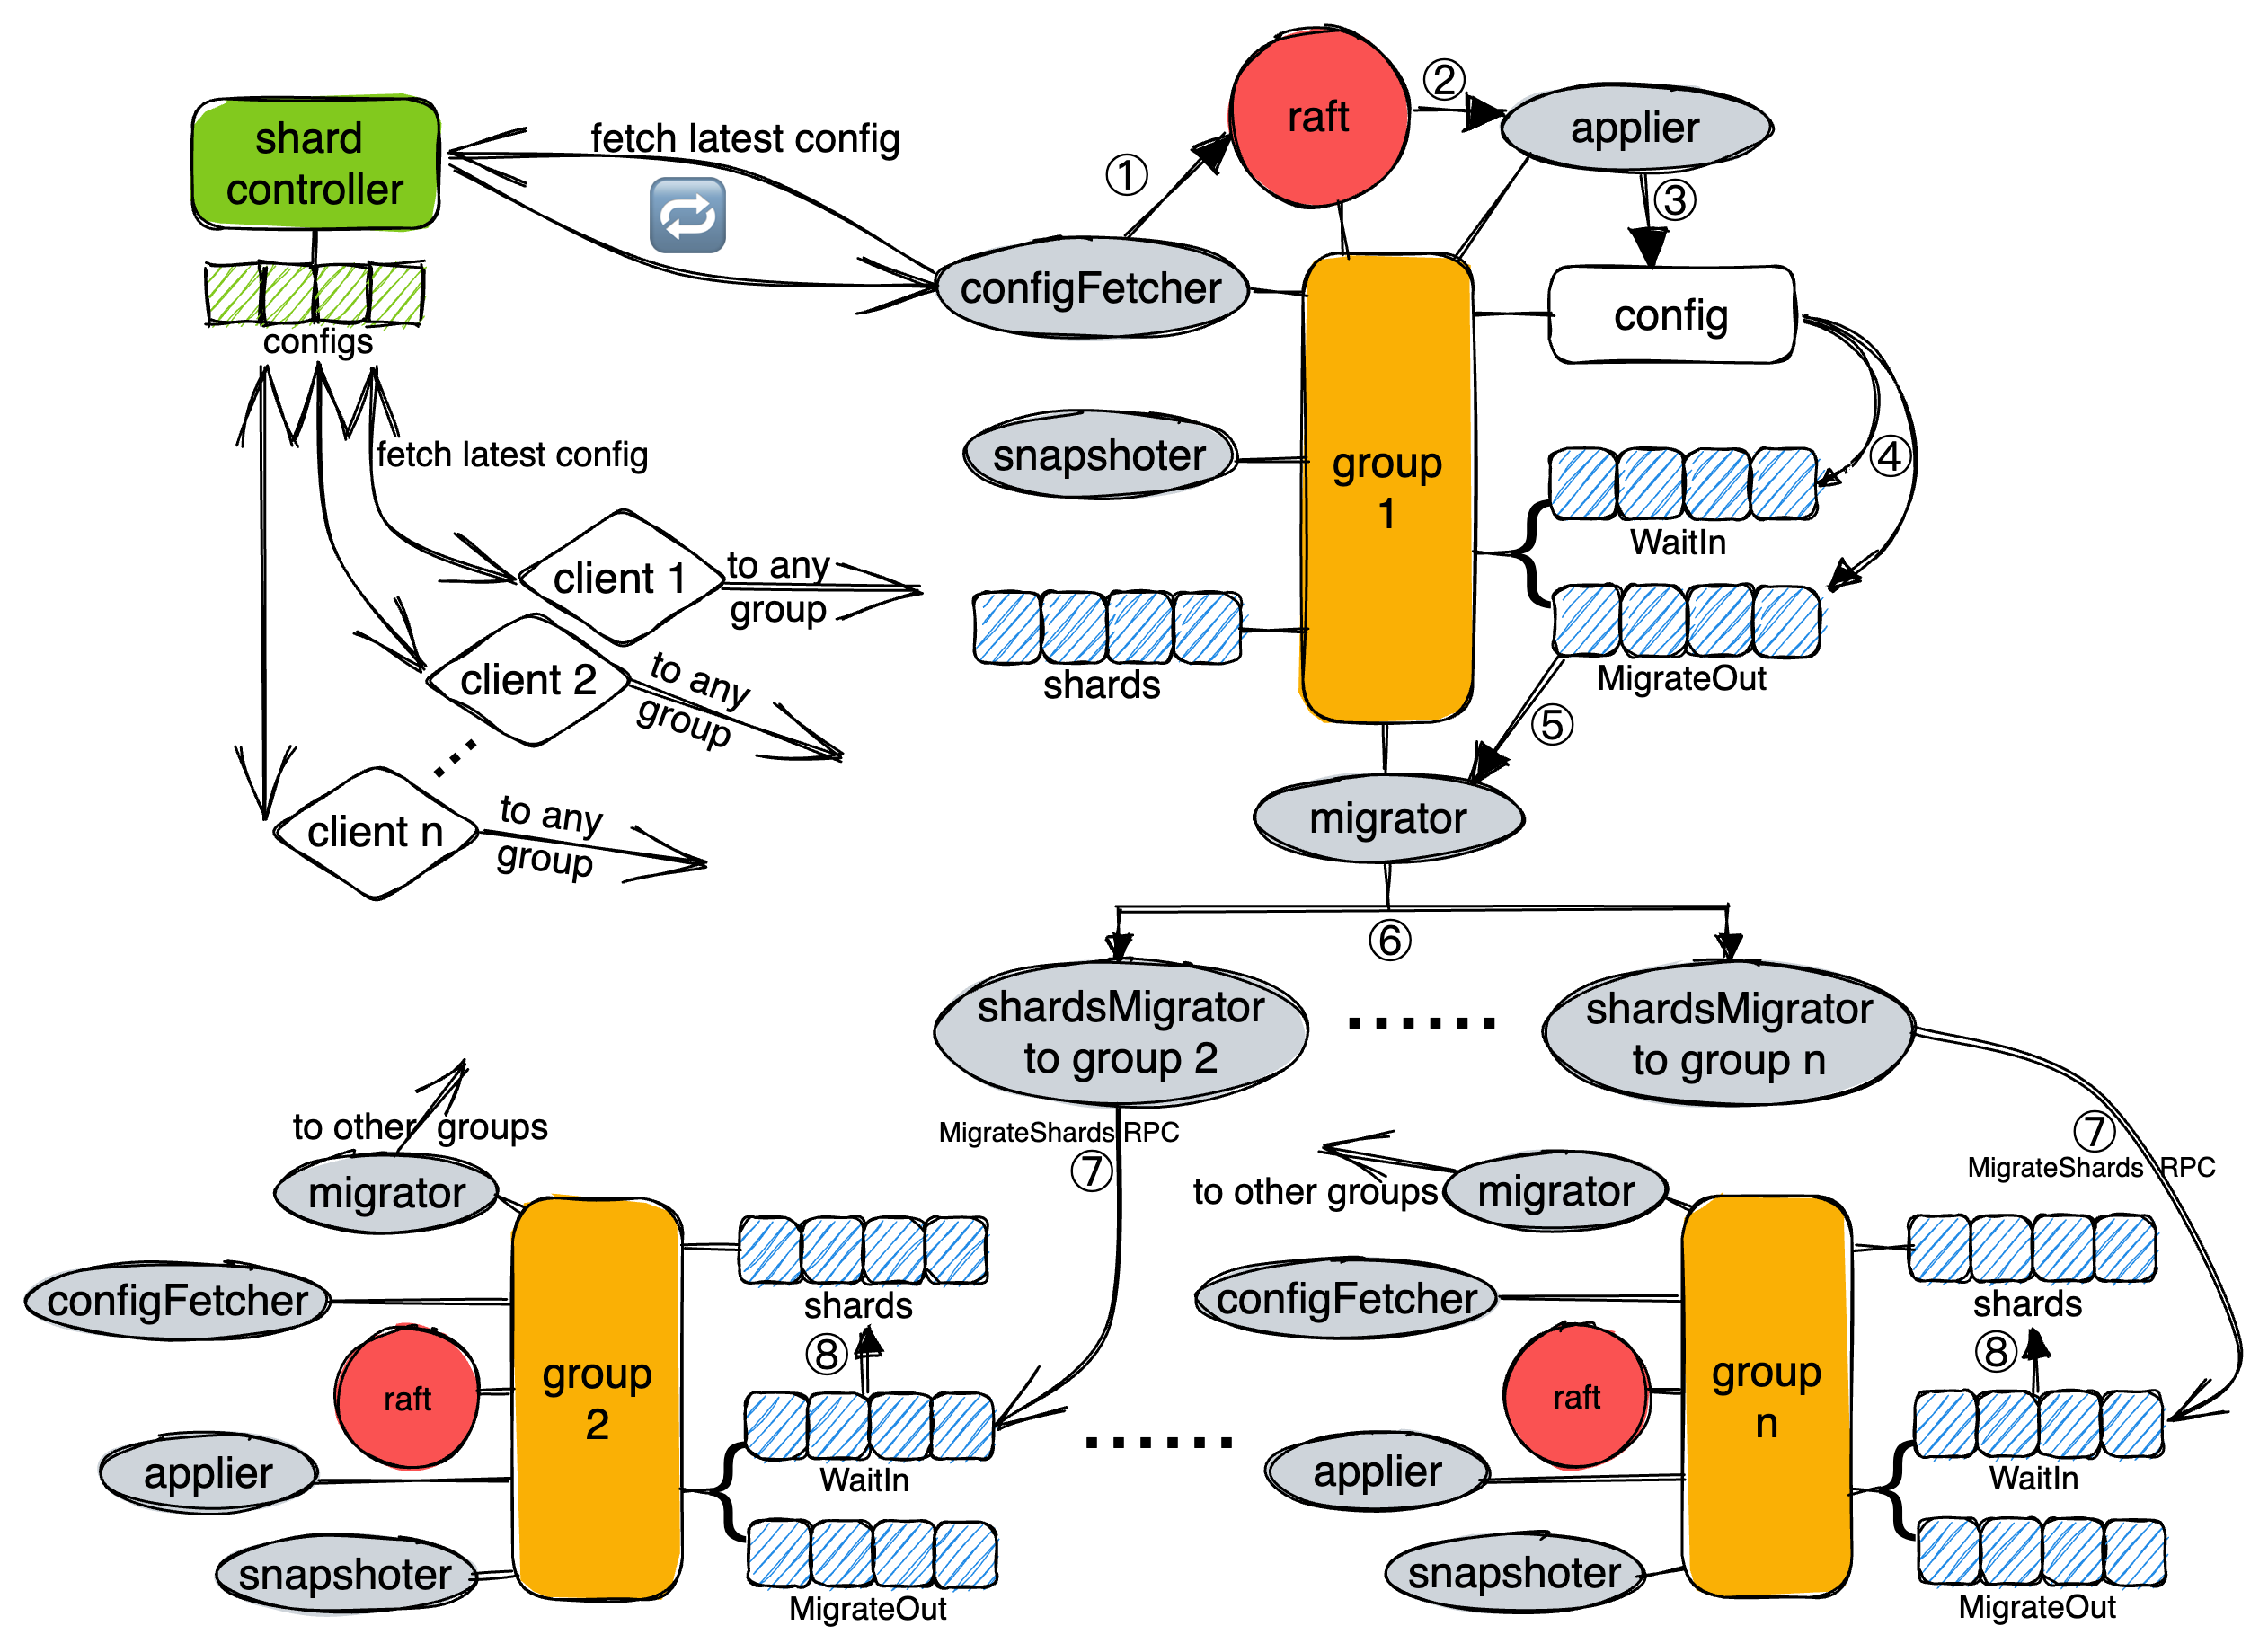 shard
controller
configs
fetch latest config
fetch latest config
client 1
to any
group
client 2
to any
group
client n
to any
group
①
raft
②
applier
③
configFetcher
config
snapshoter
group
1
④
WaitIn
shards
MigrateOut
⑤
migrator
⑥
shardsMigrator
to group 2
shardsMigrator
to group n
MigrateShards RPC
⑦
⑦
MigrateShards RPC
to other groups
migrator
configFetcher
raft
applier
snapshoter
group
2
shards
⑧
WaitIn
MigrateOut
to other groups
migrator
configFetcher
raft
applier
snapshoter
group
n
shards
⑧
WaitIn
MigrateOut